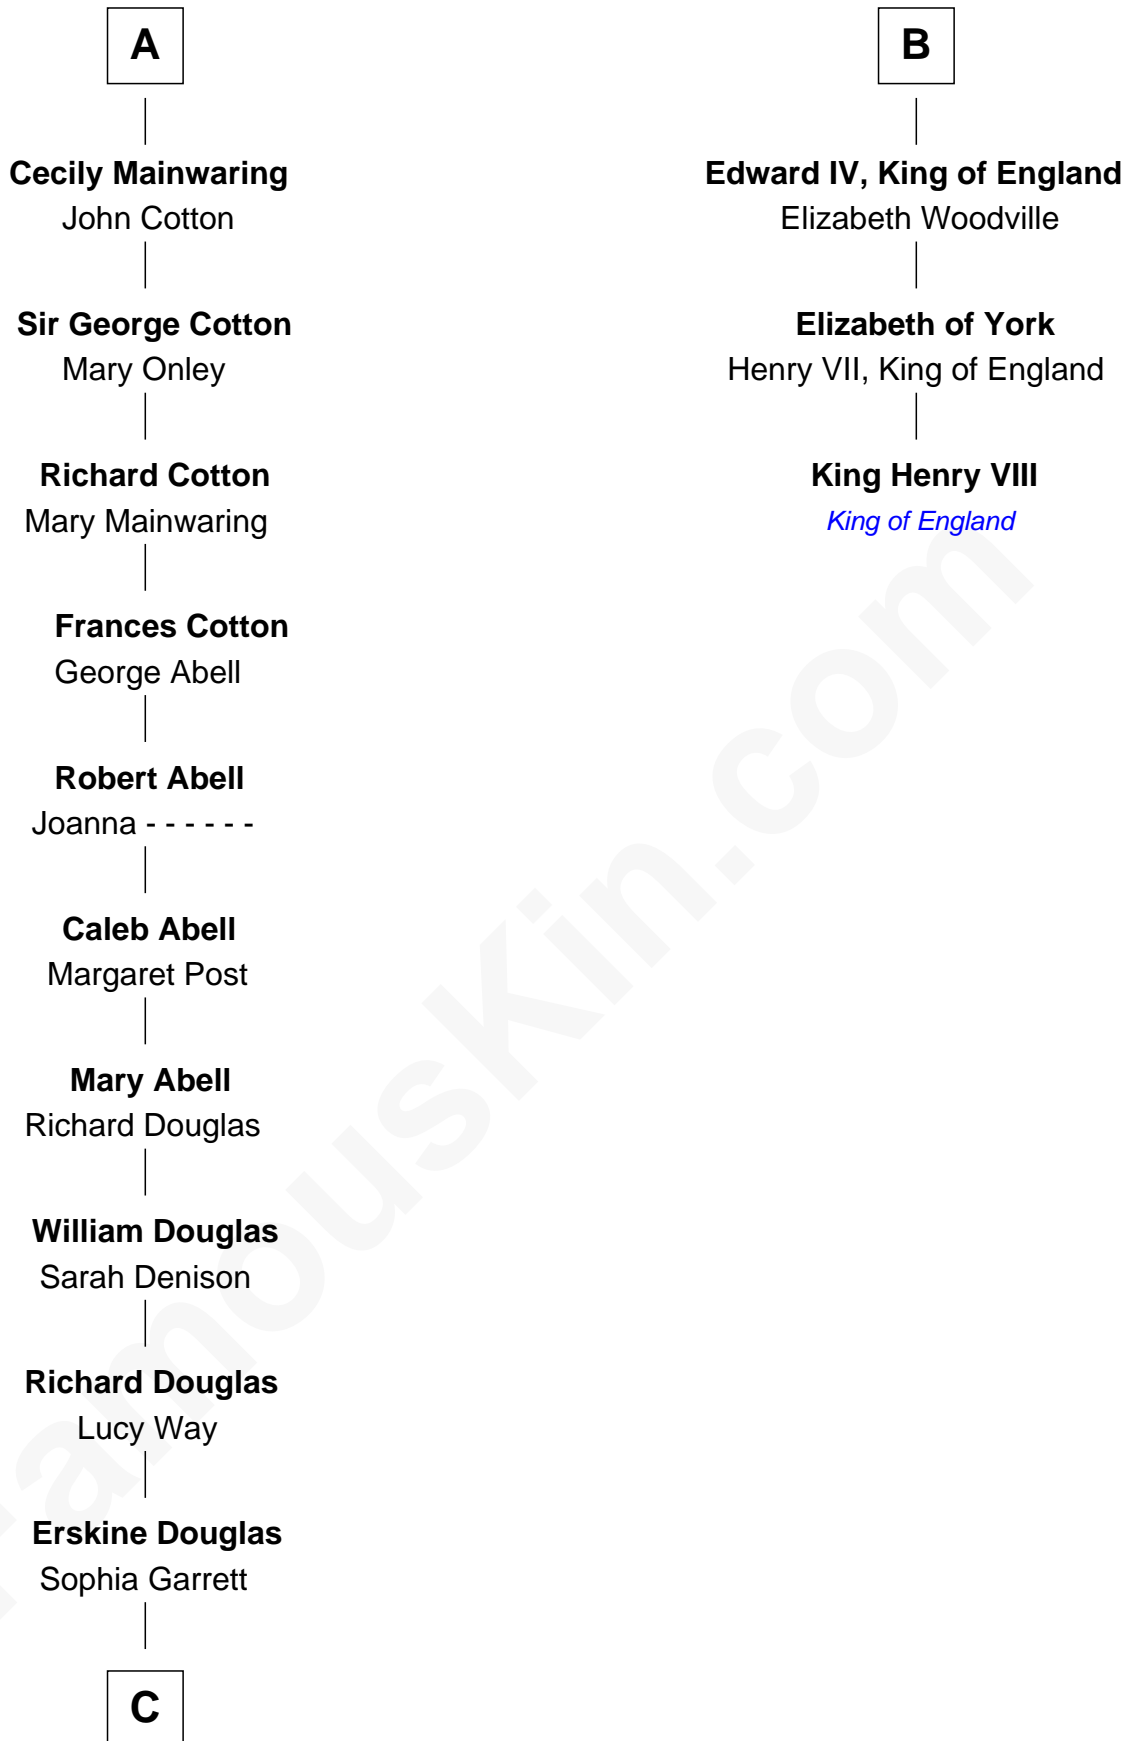 A
Cecily Mainwaring
John Cotton
Sir George Cotton
Mary Onley
Richard Cotton
Mary Mainwaring
Frances Cotton
George Abell
Robert Abell
Joanna - - - - - -
Caleb Abell
Margaret Post
Mary Abell
Richard Douglas
William Douglas
Sarah Denison
Richard Douglas
Lucy Way
Erskine Douglas
Sophia Garrett
C
B
Edward IV, King of England
Elizabeth Woodville
Elizabeth of York
Henry VII, King of England
King Henry VIII
King of England
FamousKin.com